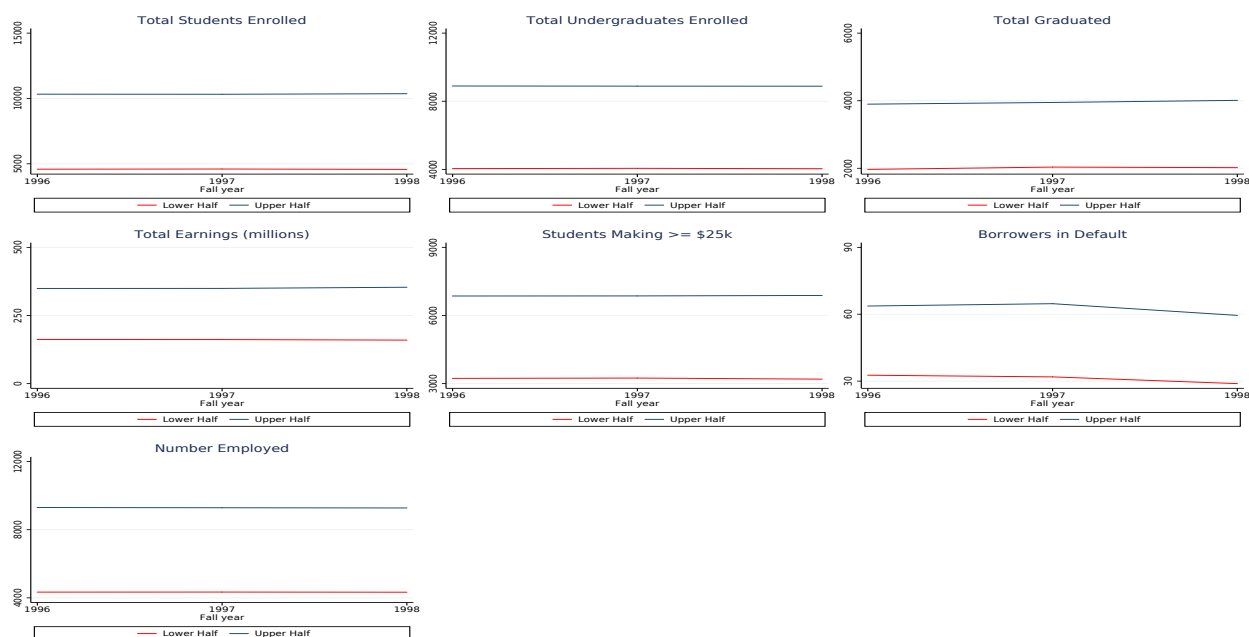 Total Students Enrolled
15000
10000
5000
1996
1997
1998
Fall year
Lower Half
Upper Half
Total Undergraduates Enrolled
12000
8000
4000
1996
1997
1998
Fall year
Lower Half
Upper Half
Total Graduated
6000
4000
2000
1996
1997
1998
Fall year
Lower Half
Upper Half
Total Earnings (millions)
500
250
0
1996
1997
1998
Fall year
Lower Half
Upper Half
Students Making >= $25k
9000
6000
3000
1996
1997
1998
Fall year
Lower Half
Upper Half
Borrowers in Default
90
60
30
1996
1997
1998
Fall year
Lower Half
Upper Half
Number Employed
12000
8000
4000
1996
1997
1998
Fall year
Lower Half
Upper Half